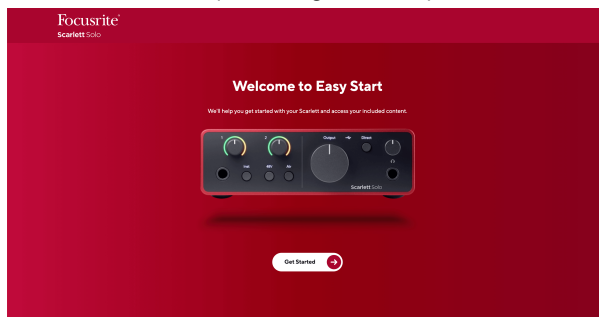 Focusrite®
Scarlett Solo
Welcome to Easy Start
We'll help you get started with your Scarlett and access your included content.
1 2 Output Direct
Inst 48V Air
Scarlett Solo
Get Started